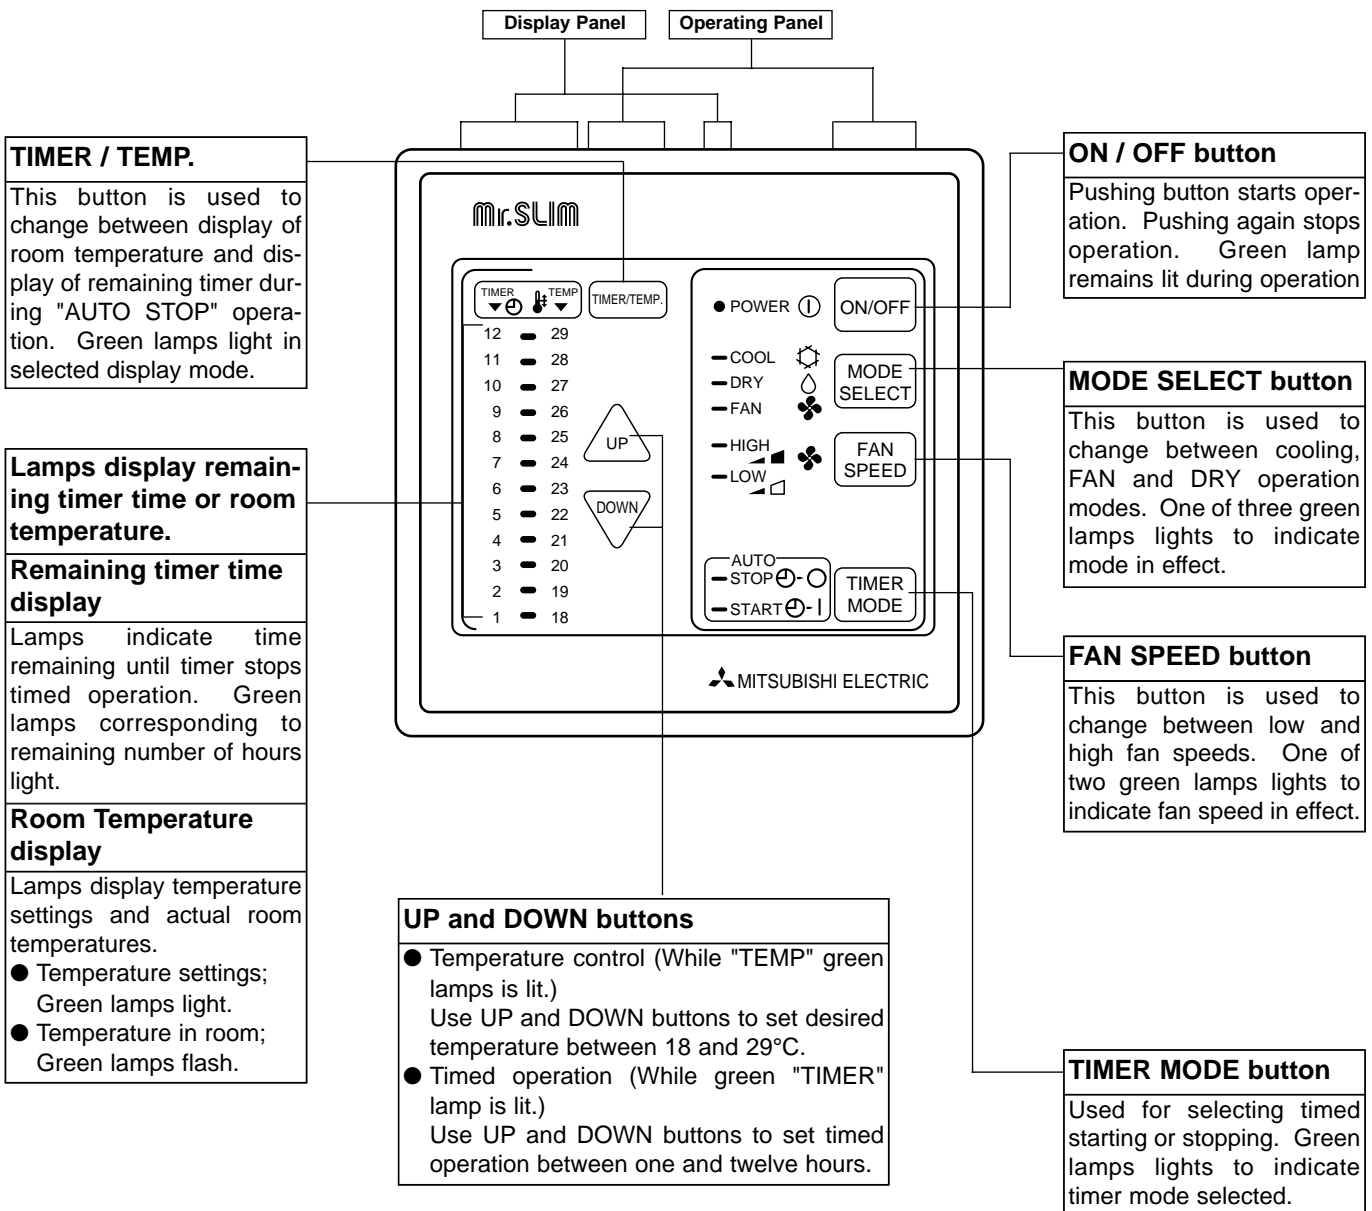 Display Panel
Operating Panel
TIMER / TEMP.
This button is used to
change between display of
room temperature and dis-
play of remaining timer dur-
ing "AUTO STOP" opera-
tion. Green lamps light in
selected display mode.
Lamps display remain-
ing timer time or room
temperature.
Remaining timer time
display
Lamps indicate time
remaining until timer stops
timed operation. Green
lamps corresponding to
remaining number of hours
light.
Room Temperature
display
Lamps display temperature
settings and actual room
temperatures.
● Temperature settings;
Green lamps light.
● Temperature in room;
Green lamps flash.
Mr.SLIM
TIMER TEMP
TIMER/TEMP.
12 29
11 28
10 27
9 26
8 25
7 24
6 23
5 22
4 21
3 20
2 19
1 18
UP
DOWN
POWER
ON/OFF
COOL
DRY
FAN
MODE
SELECT
HIGH
LOW
FAN
SPEED
AUTO
STOP
START
TIMER
MODE
MITSUBISHI ELECTRIC
UP and DOWN buttons
● Temperature control (While "TEMP" green
lamps is lit.)
Use UP and DOWN buttons to set desired
temperature between 18 and 29°C.
● Timed operation (While green "TIMER"
lamp is lit.)
Use UP and DOWN buttons to set timed
operation between one and twelve hours.
ON / OFF button
Pushing button starts oper-
ation. Pushing again stops
operation. Green lamp
remains lit during operation
MODE SELECT button
This button is used to
change between cooling,
FAN and DRY operation
modes. One of three green
lamps lights to indicate
mode in effect.
FAN SPEED button
This button is used to
change between low and
high fan speeds. One of
two green lamps lights to
indicate fan speed in effect.
TIMER MODE button
Used for selecting timed
starting or stopping. Green
lamps lights to indicate
timer mode selected.